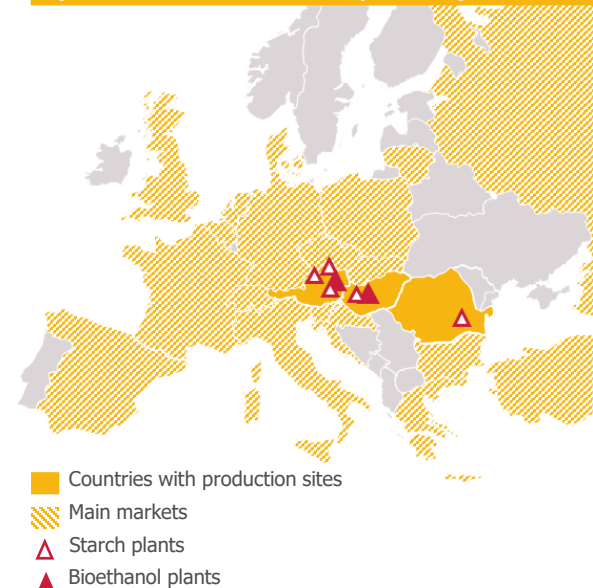 Countries with production sites
Main markets
Starch plants
Bioethanol plants